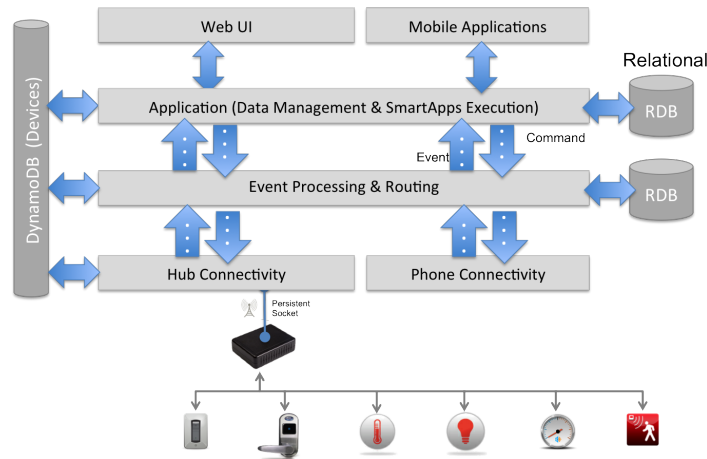 Web UI
Mobile Applications
Relational
DynamoDB (Devices)
Application (Data Management & SmartApps Execution)
RDB
Event
Command
Event Processing & Routing
RDB
Hub Connectivity
Phone Connectivity
Persistent
Socket